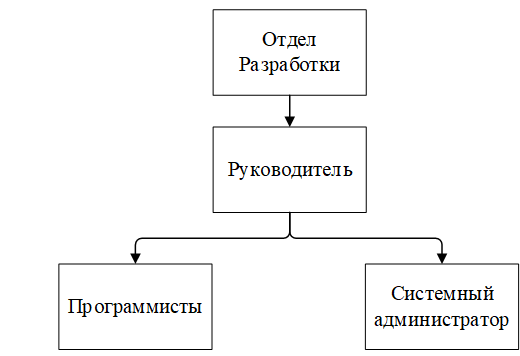 Отдел
Разработки
Руководитель
Программисты
Системный
администратор